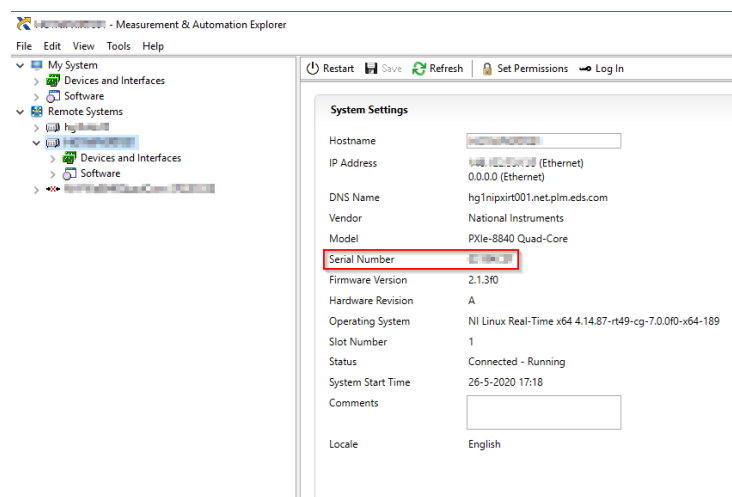 - Measurement & Automation Explorer
File Edit View Tools Help
My System
Devices and Interfaces
Software
Remote Systems
Devices and Interfaces
Software
Restart Save Refresh Set Permissions Log In
System Settings
Hostname
IP Address (Ethernet)
0.0.0.0 (Ethernet)
DNS Name hg1nipxirt001.net.plm.eds.com
Vendor National Instruments
Model PXIe-8840 Quad-Core
Serial Number
Firmware Version 2.1.3f0
Hardware Revision A
Operating System NI Linux Real-Time x64 4.14.87-rt49-cg-7.0.0f0-x64-189
Slot Number 1
Status Connected - Running
System Start Time 26-5-2020 17:18
Comments
Locale English